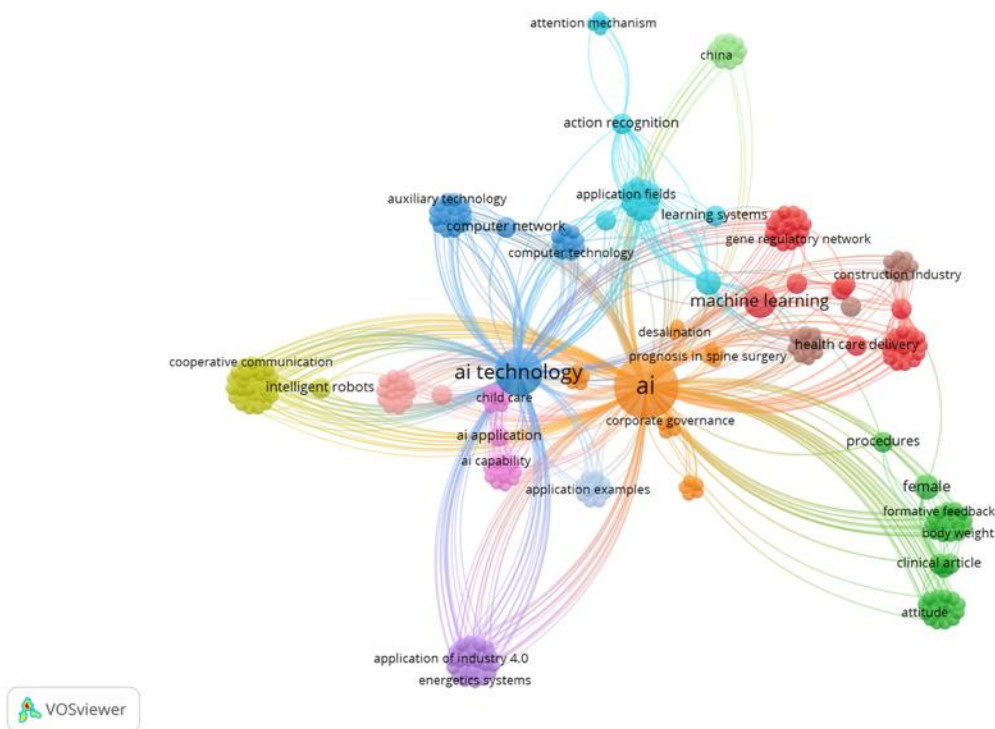 attention mechanism
china
action recognition
application fields
auxiliary technology
learning systems
computer network
gene regulatory network
computer technology
construction industry
machine learning
desalination
health care delivery
prognosis in spine surgery
cooperative communication
ai technology
intelligent robots
ai
child care
corporate governance
ai application
procedures
ai capability
application examples
female
formative feedback
body weight
clinical article
attitude
application of industry 4.0
energetics systems
VOSviewer